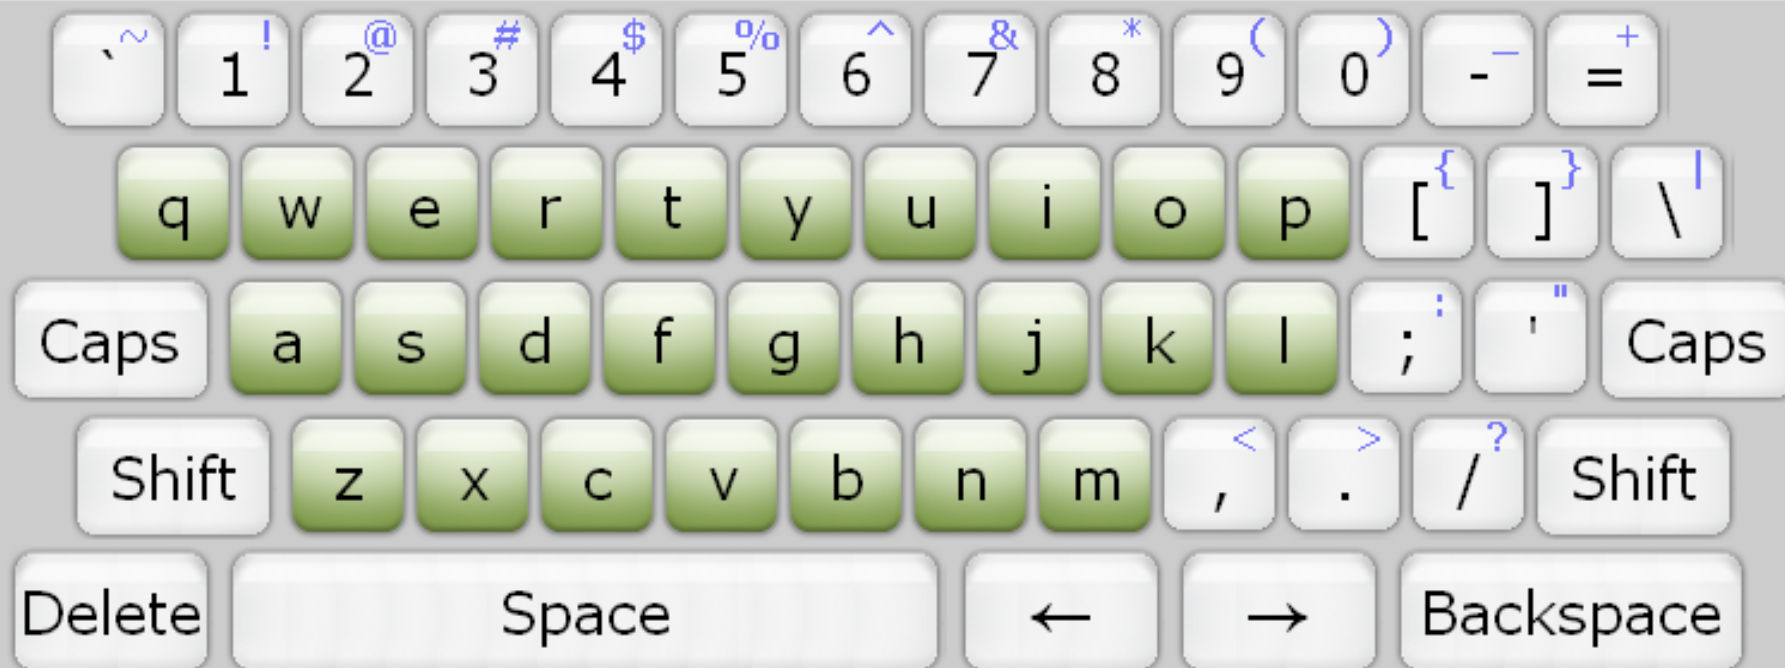 ` ~ 1 ! 2 @ 3 # 4 $ 5 % 6 ^ 7 & 8 * 9 ( 0 ) - _ = +
q w e r t y u i o p [ { ] } \ |
Caps a s d f g h j k l ; : ' " Caps
Shift z x c v b n m , < . > / ? Shift
Delete Space ← → Backspace